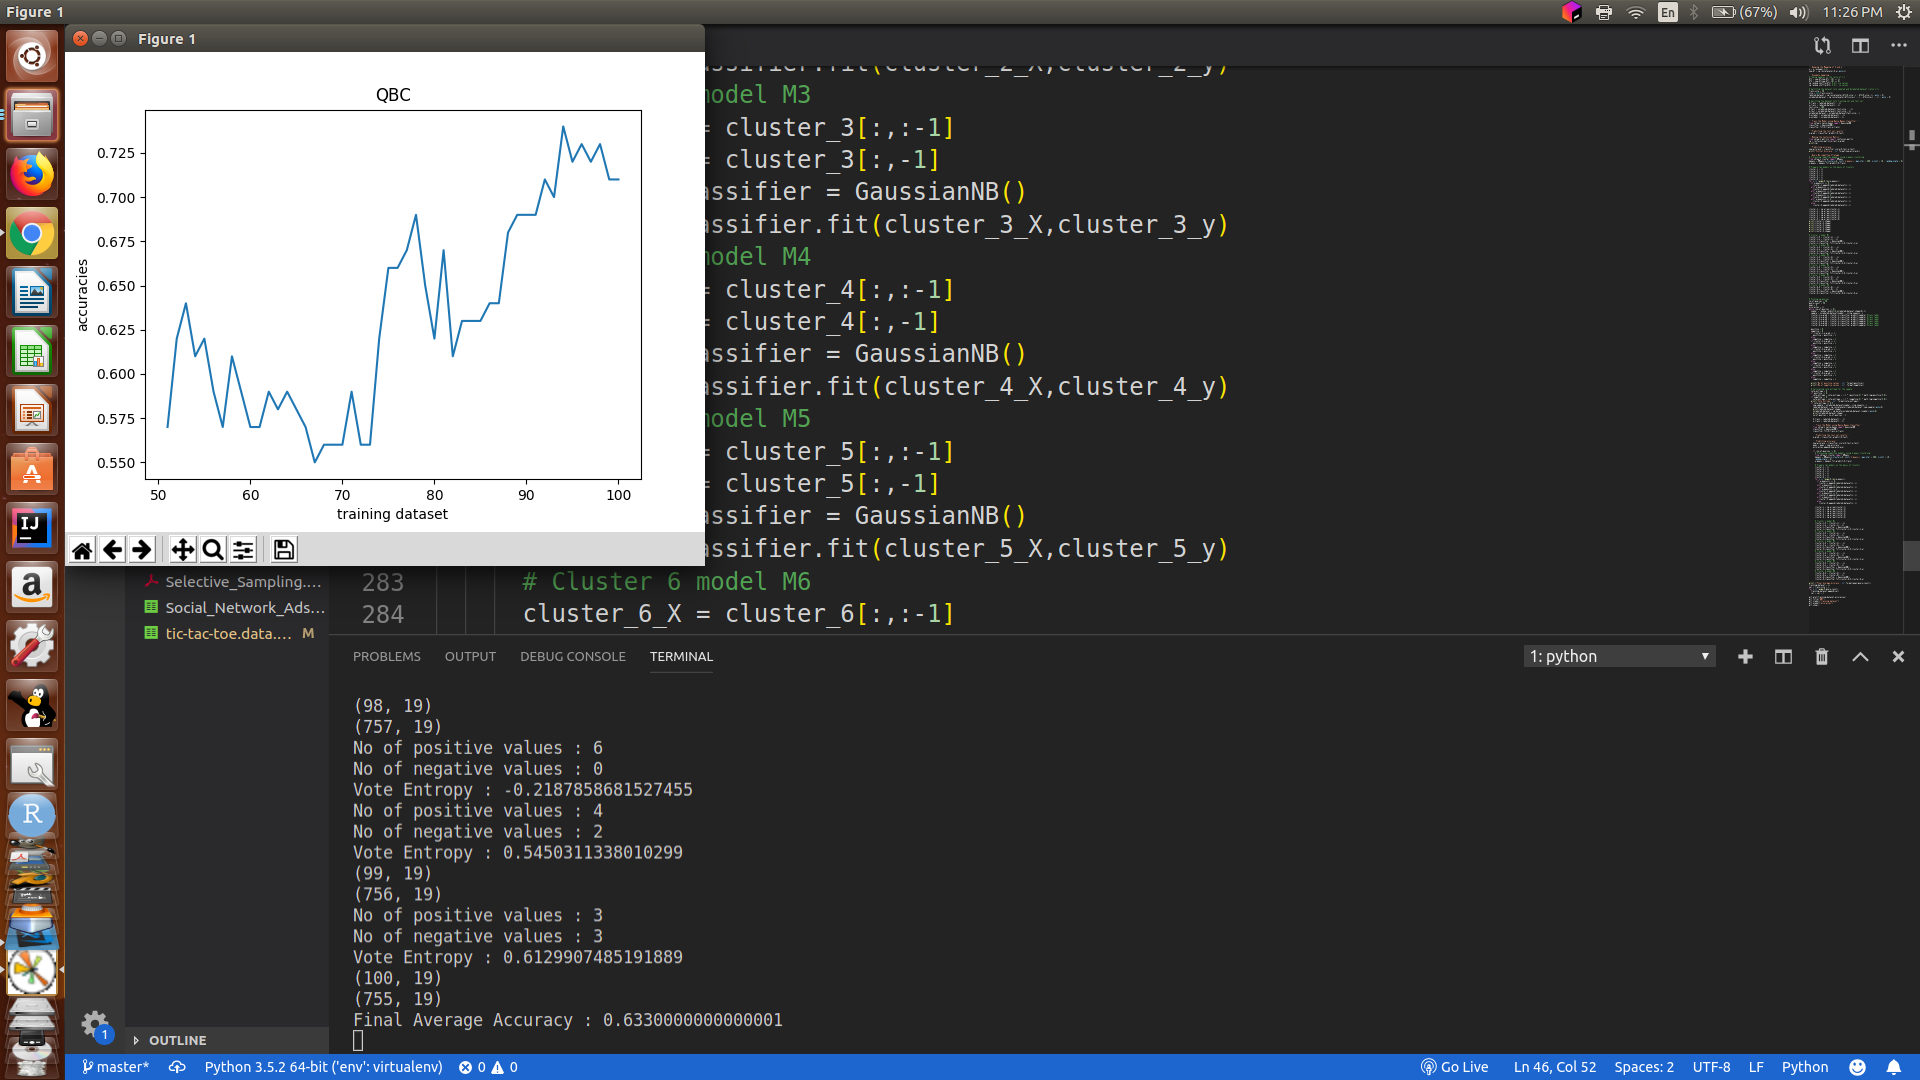 Figure 1
En
(67%)
11:26 PM
Figure 1
QBC
0.725
0.700
0.675
0.650
0.625
0.600
0.575
0.550
accuracies
50 60 70 80 90 100
training dataset
assifier.fit(cluster_2_X,cluster_2_y)
model M3
= cluster_3[:,:-1]
= cluster_3[:,-1]
assifier = GaussianNB()
assifier.fit(cluster_3_X,cluster_3_y)
model M4
= cluster_4[:,:-1]
= cluster_4[:,-1]
assifier = GaussianNB()
assifier.fit(cluster_4_X,cluster_4_y)
model M5
= cluster_5[:,:-1]
= cluster_5[:,-1]
assifier = GaussianNB()
assifier.fit(cluster_5_X,cluster_5_y)
283 # Cluster 6 model M6
284 cluster_6_X = cluster_6[:,:-1]
Selective_Sampling....
Social_Network_Ads...
tic-tac-toe.data.... M
OUTLINE
PROBLEMS OUTPUT DEBUG CONSOLE TERMINAL
1: python
(98, 19)
(757, 19)
No of positive values : 6
No of negative values : 0
Vote Entropy : -0.2187858681527455
No of positive values : 4
No of negative values : 2
Vote Entropy : 0.5450311338010299
(99, 19)
(756, 19)
No of positive values : 3
No of negative values : 3
Vote Entropy : 0.6129907485191889
(100, 19)
(755, 19)
Final Average Accuracy : 0.6330000000000001
1
master* Python 3.5.2 64-bit ('env': virtualenv) 0 0 Go Live Ln 46, Col 52 Spaces: 2 UTF-8 LF Python
IJ
a
R
A